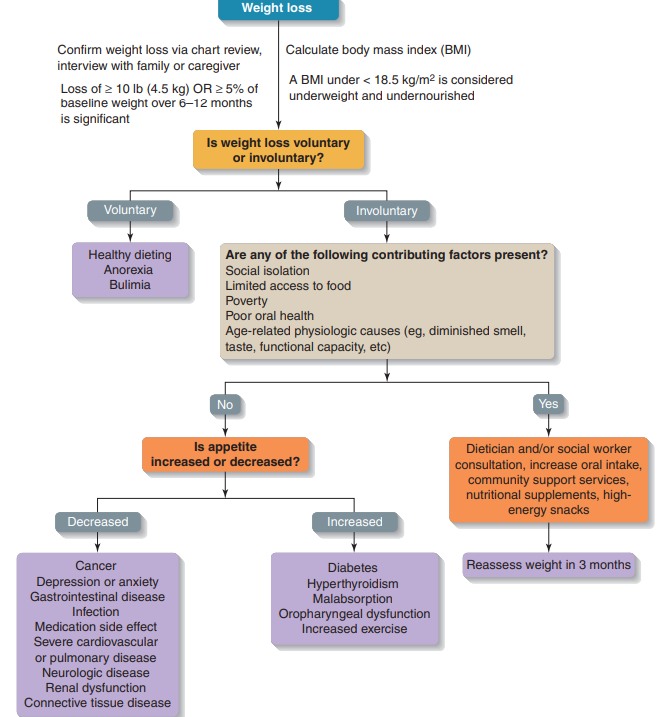 Weight loss
Confirm weight loss via chart review,
interview with family or caregiver
Loss of ≥ 10 lb (4.5 kg) OR ≥ 5% of
baseline weight over 6–12 months
is significant
Calculate body mass index (BMI)
A BMI under < 18.5 kg/m² is considered
underweight and undernourished
Is weight loss voluntary
or involuntary?
Voluntary
Involuntary
Healthy dieting
Anorexia
Bulimia
Are any of the following contributing factors present?
Social isolation
Limited access to food
Poverty
Poor oral health
Age-related physiologic causes (eg, diminished smell,
taste, functional capacity, etc)
No
Yes
Is appetite
increased or decreased?
Dietician and/or social worker
consultation, increase oral intake,
community support services,
nutritional supplements, high-
energy snacks
Decreased
Increased
Reassess weight in 3 months
Cancer
Depression or anxiety
Gastrointestinal disease
Infection
Medication side effect
Severe cardiovascular
or pulmonary disease
Neurologic disease
Renal dysfunction
Connective tissue disease
Diabetes
Hyperthyroidism
Malabsorption
Oropharyngeal dysfunction
Increased exercise